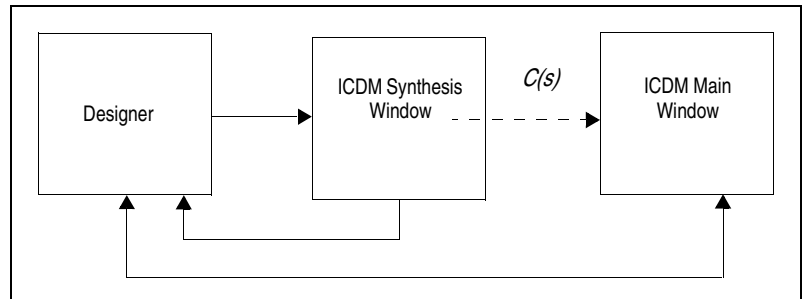 Designer
ICDM Synthesis
Window
C(s)
ICDM Main
Window